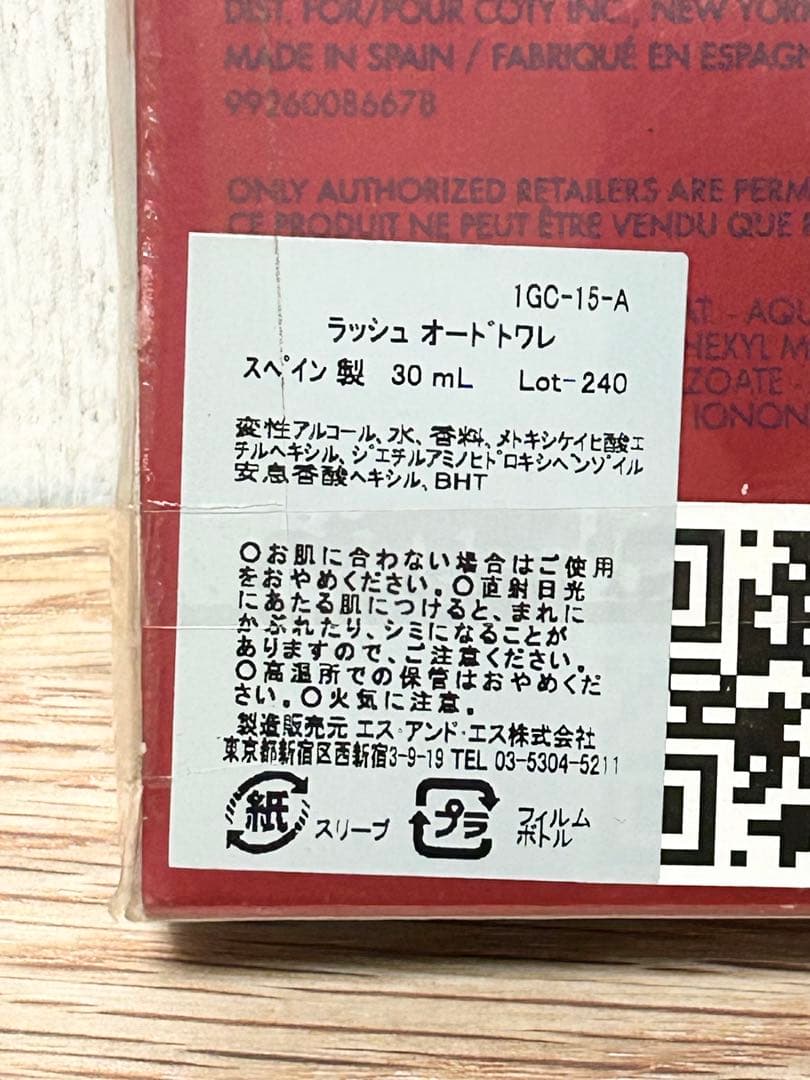 DIST. FOR/POUR COTY INC., NEW YORK
MADE IN SPAIN / FABRIQUÉ EN ESPAGN
99260086678
ONLY AUTHORIZED RETAILERS ARE PERM
CE PRODUIT NE PEUT ÊTRE VENDU QUE
AT. - AQU
HEXYL M
ZOATE -
IONON
1GC-15-A
ラッシュ オードトワレ
スペイン 製 30 mL Lot-240
変性アルコール、水、香料、メトキシケイヒ酸エ
チルヘキシル、ジエチルアミノヒドロキシベンゾイル
安息香酸ヘキシル、BHT
〇お肌に合わない場合はご使用
をおやめください。〇直射日光
にあたる肌につけると、まれに
かぶれたり、シミになることが
ありますので、ご注意ください。
〇高温所での保管はおやめくだ
さい。〇火気に注意。
製造販売元 エス・アンド・エス株式会社
東京都新宿区西新宿3-9-19 TEL 03-5304-5211
紙 スリーブ プラ フィルム
ボトル